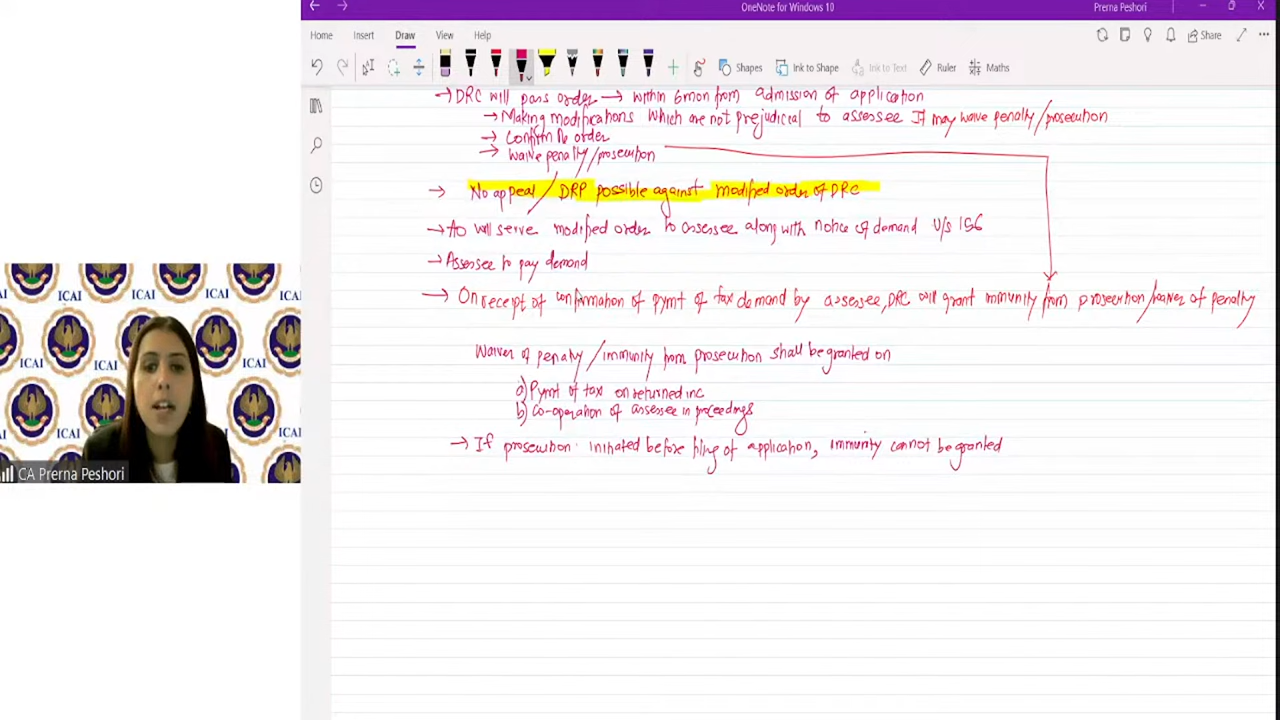 OneNote for Windows 10
Prerna Peshori
Home Insert Draw View Help
Share
Shapes Ink to Shape Ink to Text Ruler Maths
→ DRC will pass order → within 6mon from admission of application
→ Making modifications which are not prejudicial to assessee It may waive penalty/prosecution
→ Confirm the order
→ waive penalty/prosecution
→ No appeal / DRP possible against modified order of DRC
→ AO will serve modified order to assessee along with notice of demand U/s 156
→ Assessee to pay demand
→ On receipt of confirmation of pymt of tax demand by assessee, DRC will grant immunity from prosecution/waiver of penalty
Waiver of penalty/immunity from prosecution shall be granted on
a) Pymt of tax on returned inc
b) Co-operation of assessee in proceedings
→ If prosecution initiated before filing of application, immunity cannot be granted
ICAI ICAI
ICAI ICAI
ICAI
CA Prerna Peshori